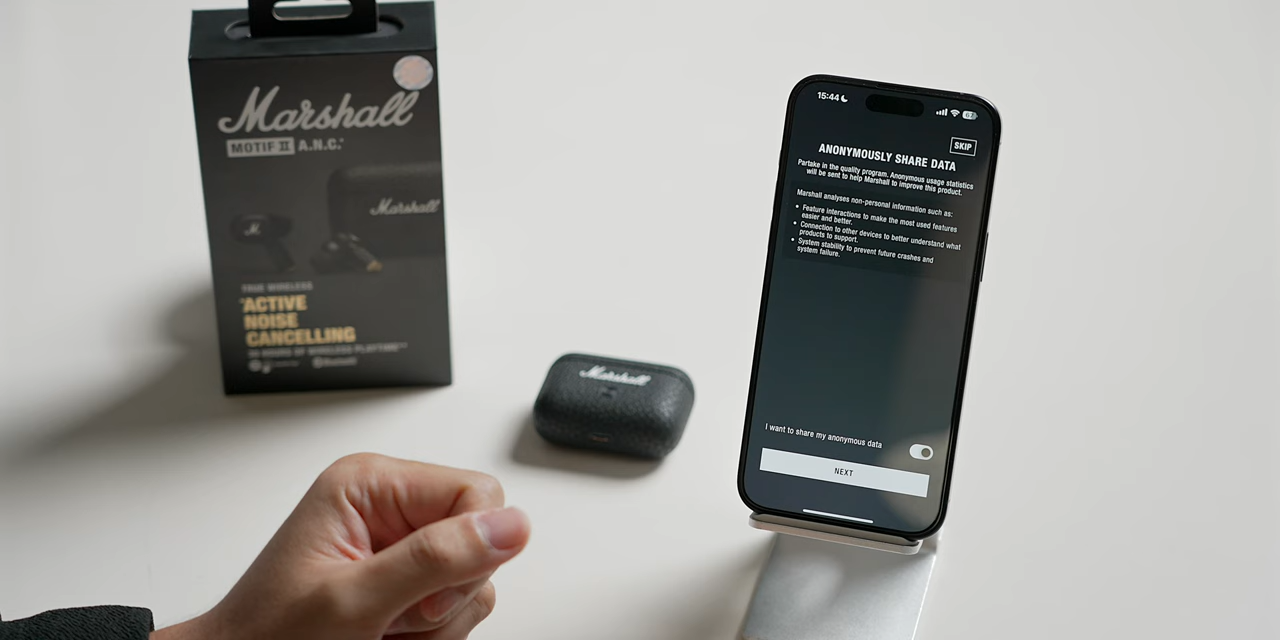 Marshall
MOTIF II A.N.C.*
Marshall
M
TRUE WIRELESS
*ACTIVE
NOISE
CANCELLING
Marshall
15:44
67
SKIP
ANONYMOUSLY SHARE DATA
Partake in the quality program. Anonymous usage statistics
will be sent to help Marshall to improve this product.
Marshall analyses non-personal information such as:
• Feature interactions to make the most used features
easier and better.
• Connection to other devices to better understand what
products to support.
• System stability to prevent future crashes and
system failure.
I want to share my anonymous data
NEXT